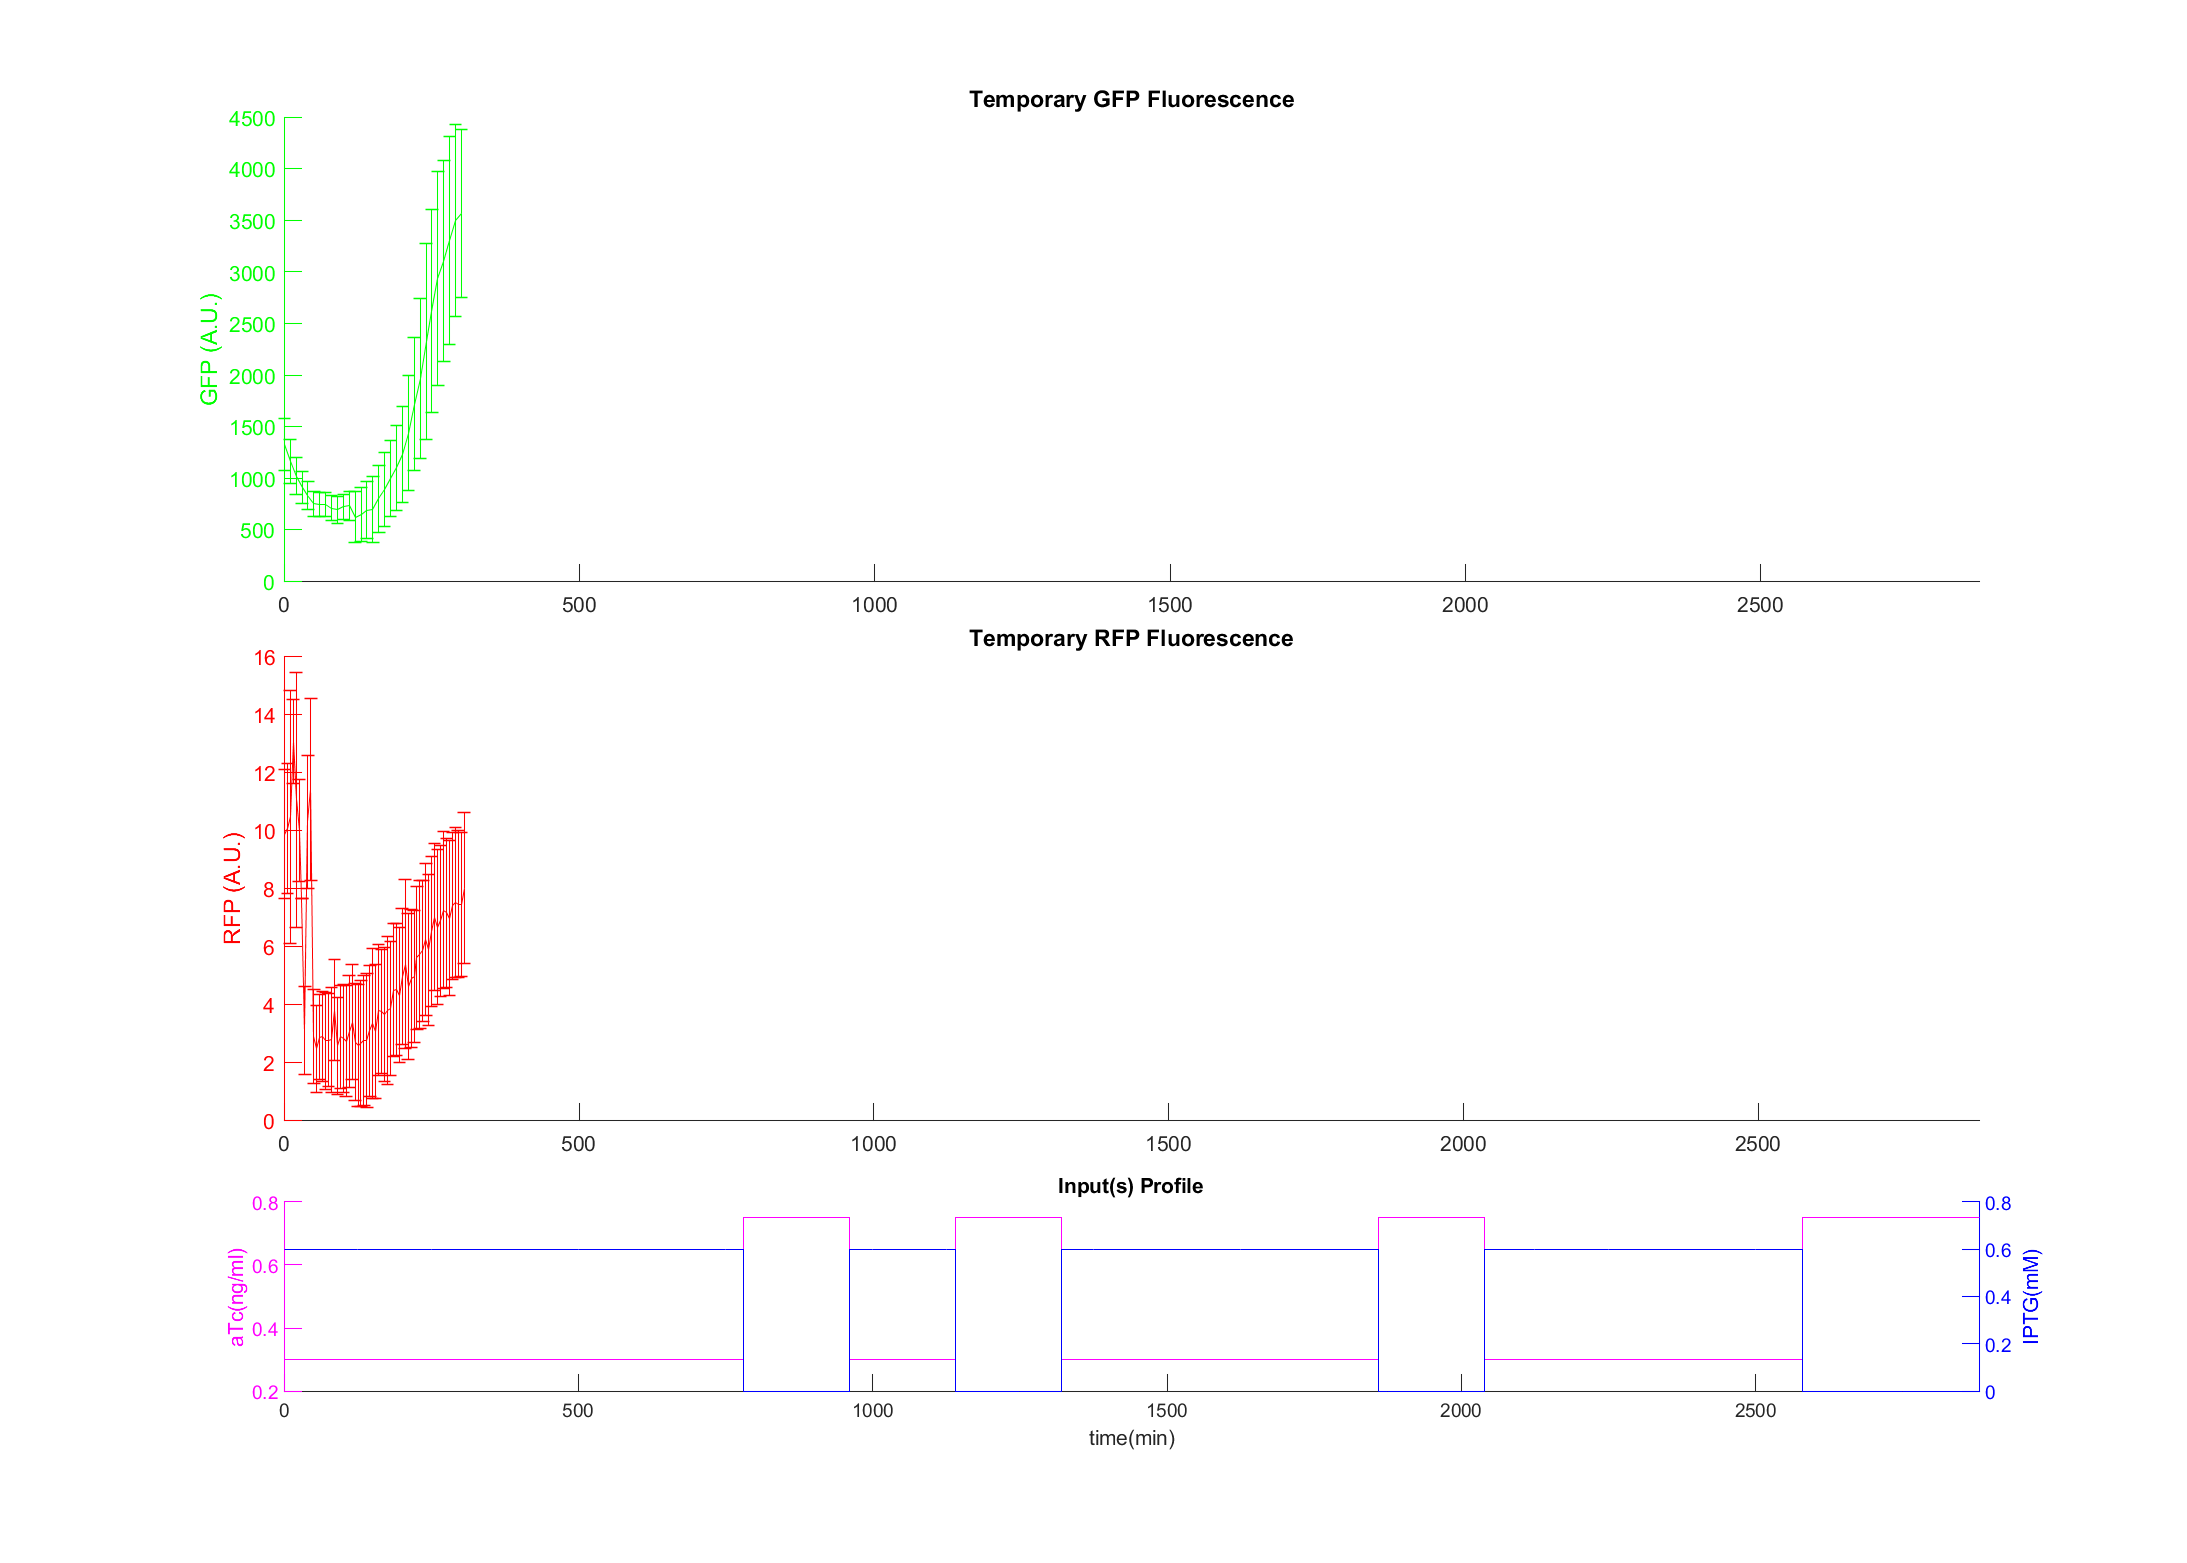 Temporary GFP Fluorescence
4500
4000
3500
3000
2500
2000
1500
1000
500
0
GFP (A.U.)
0 500 1000 1500 2000 2500
Temporary RFP Fluorescence
16
14
12
10
8
6
4
2
0
RFP (A.U.)
0 500 1000 1500 2000 2500
Input(s) Profile
0.8
0.6
0.4
0.2
aTc(ng/ml)
0.8
0.6
0.4
0.2
0
IPTG(mM)
0 500 1000 1500 2000 2500
time(min)